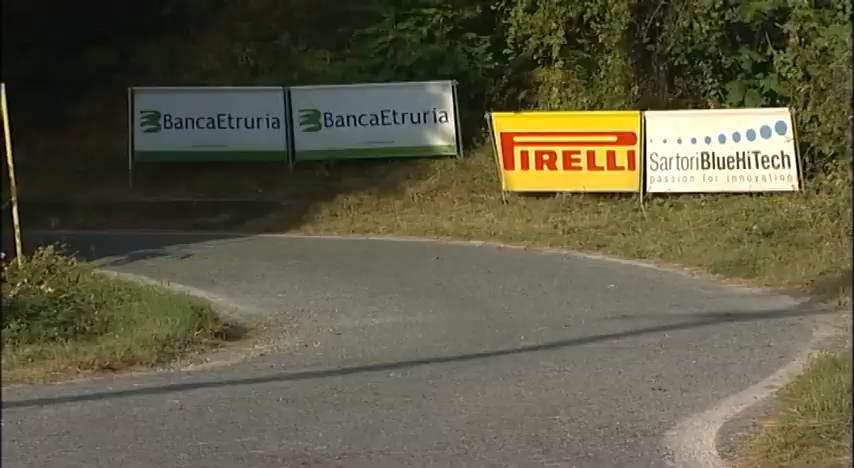 BancaEtruria
BancaEtruria
PIRELLI
SartoriBlueHiTech
passion for innovation